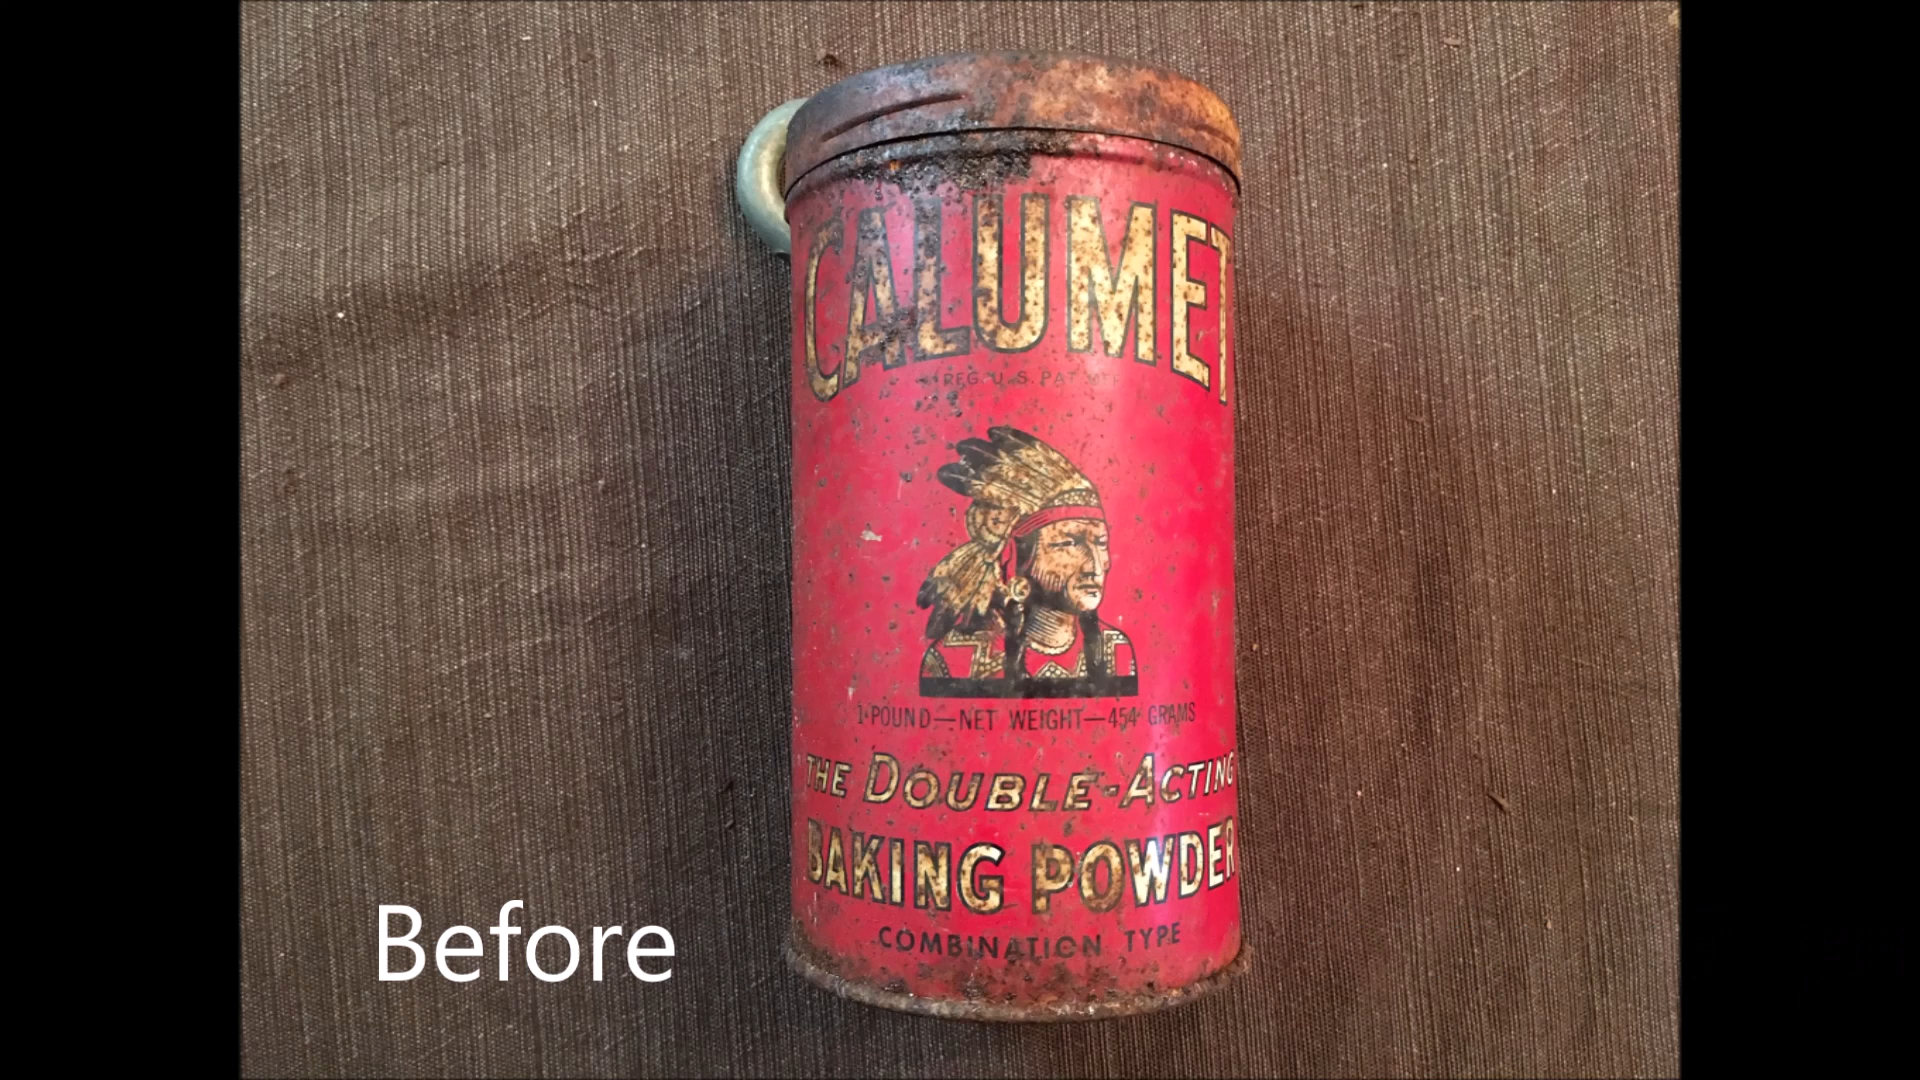 CALUMET
REG. U. S. PAT. OFF.
1 POUND—NET WEIGHT—454 GRAMS
THE DOUBLE-ACTING
BAKING POWDER
COMBINATION TYPE
Before